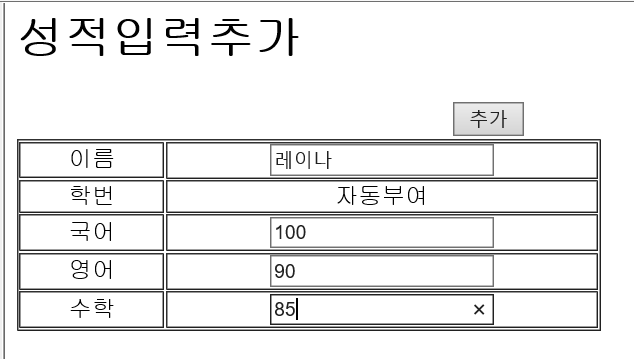 성적입력추가
추가
이름 레이나
학번 자동부여
국어 100
영어 90
수학 85 ×